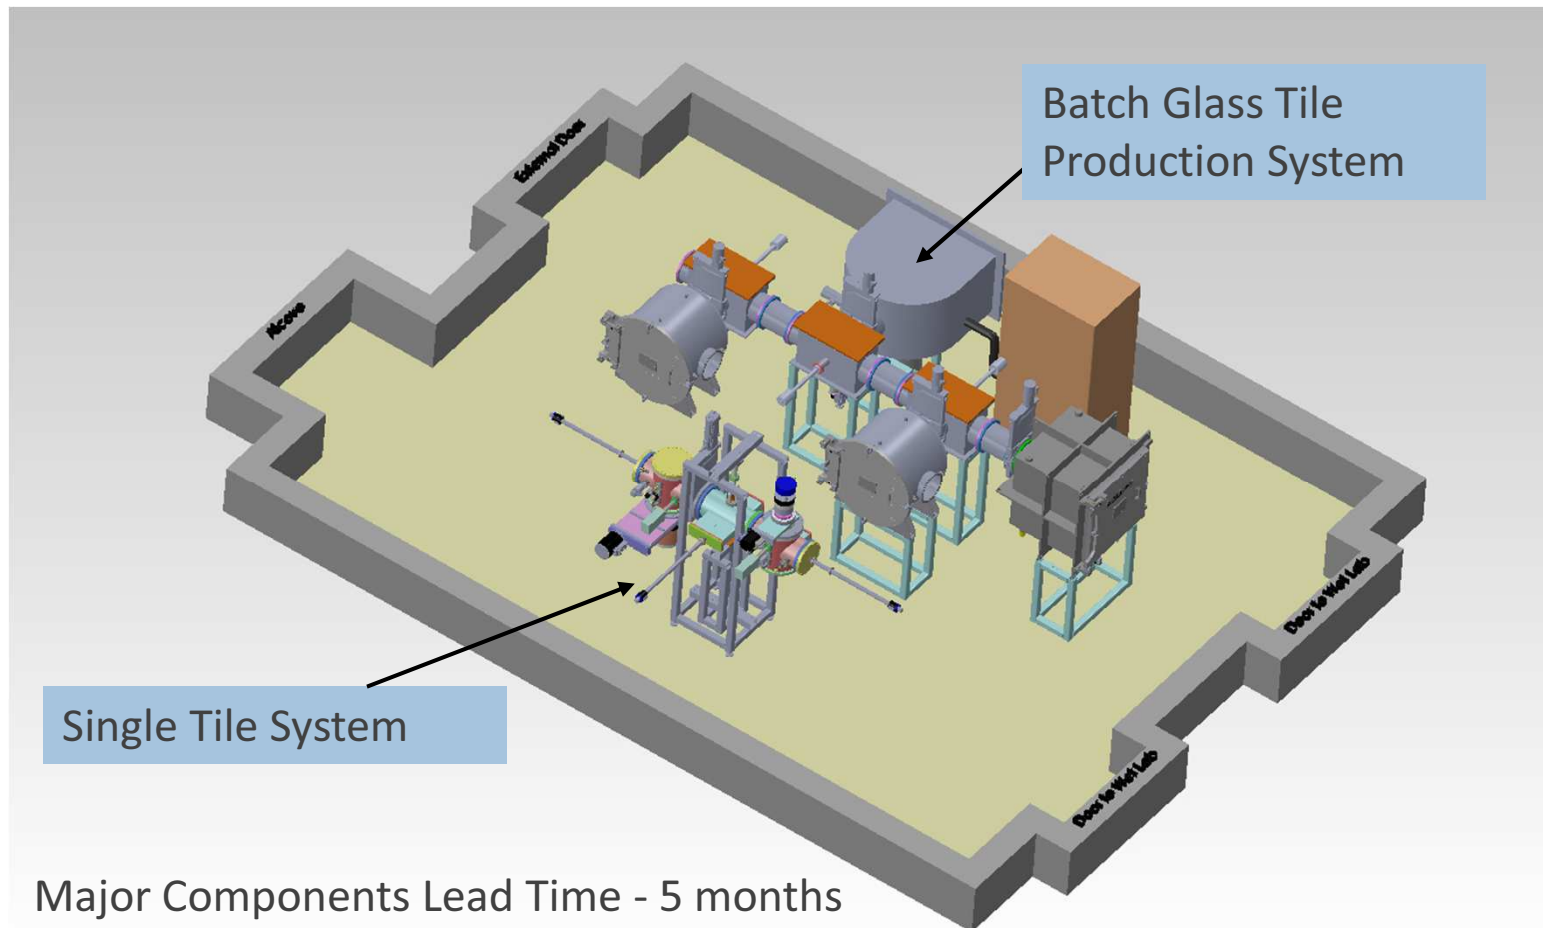 Batch Glass Tile
Production System
External Door
Alcove
Door to Wet Lab
Door to Wet Lab
Single Tile System
Major Components Lead Time - 5 months